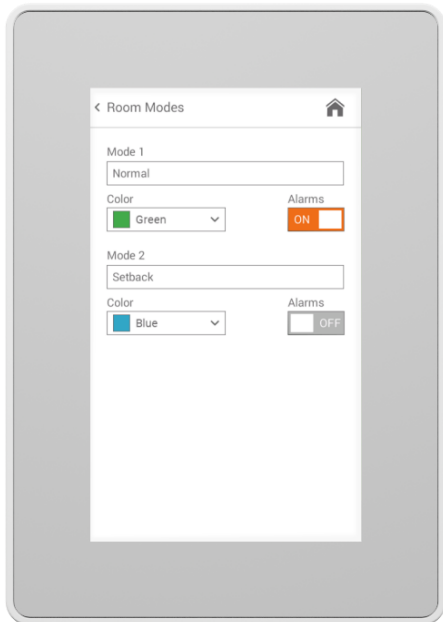 Room Modes
Mode 1
Normal
Color Alarms
Green ON
Mode 2
Setback
Color Alarms
Blue OFF